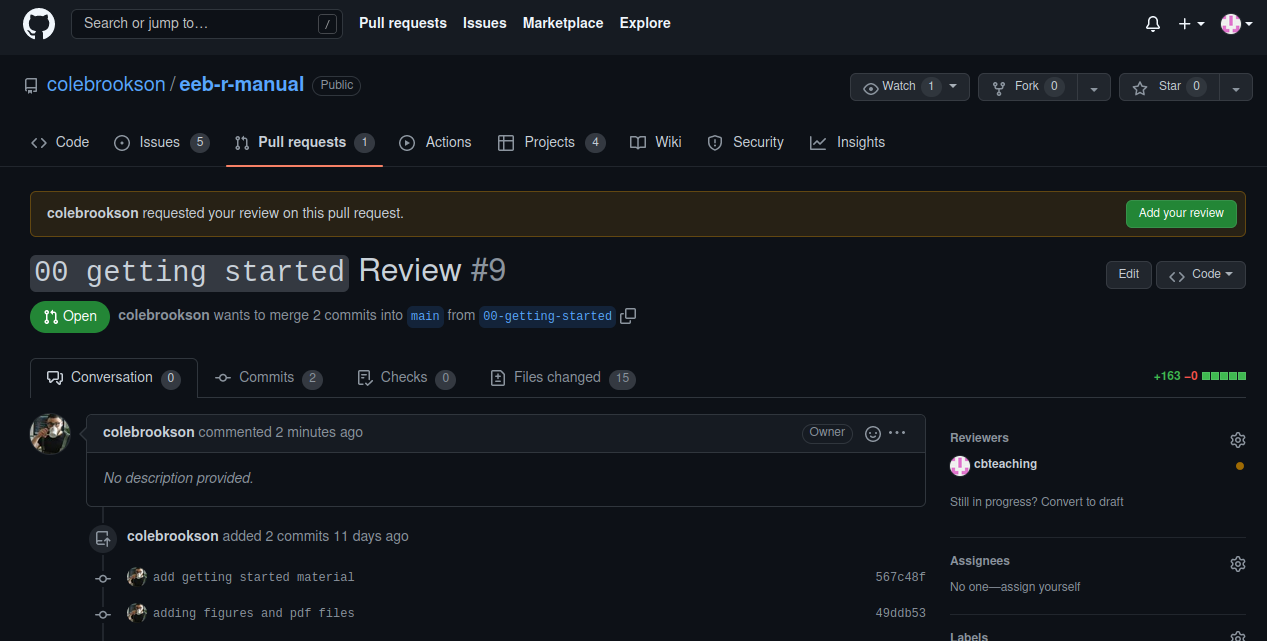 Search or jump to… / Pull requests Issues Marketplace Explore
colebrookson / eeb-r-manual Public Watch 1 Fork 0 Star 0
Code Issues 5 Pull requests 1 Actions Projects 4 Wiki Security Insights
colebrookson requested your review on this pull request. Add your review
00 getting started Review #9 Edit Code
Open colebrookson wants to merge 2 commits into main from 00-getting-started
Conversation 0 Commits 2 Checks 0 Files changed 15 +163 −0
colebrookson commented 2 minutes ago Owner
No description provided.
colebrookson added 2 commits 11 days ago
add getting started material 567c48f
adding figures and pdf files 49ddb53
Reviewers
cbteaching
Still in progress? Convert to draft
Assignees
No one—assign yourself
Labels